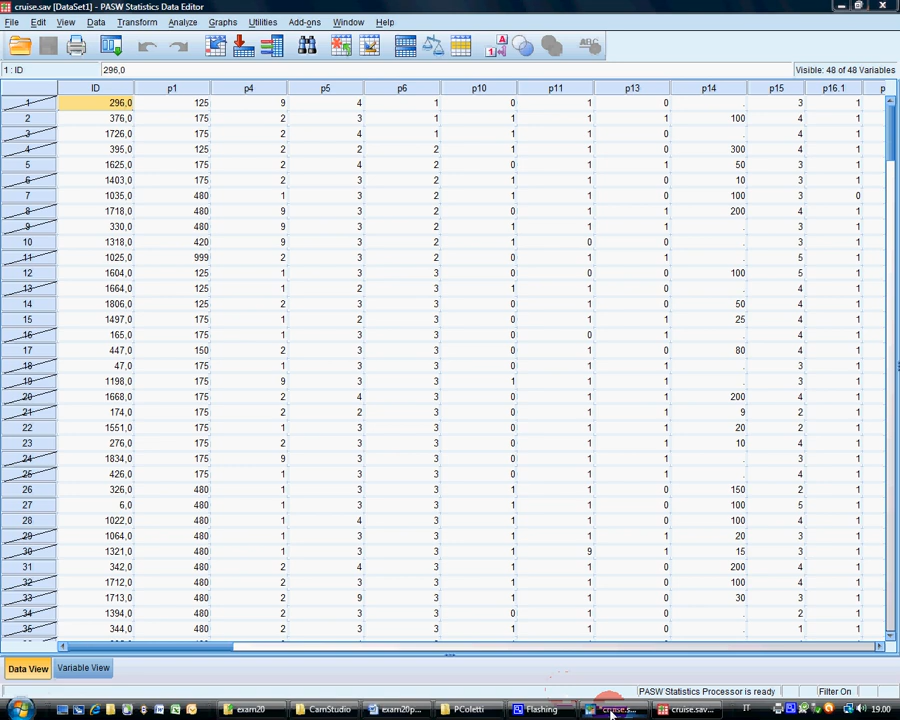 cruise.sav [DataSet1] - PASW Statistics Data Editor
File Edit View Data Transform Analyze Graphs Utilities Add-ons Window Help
1 : ID 296,0 Visible: 48 of 48 Variables
ID p1 p4 p5 p6 p10 p11 p13 p14 p15 p16.1 p
1 296,0 125 9 4 1 0 1 0 . 3 1
2 376,0 175 2 3 1 1 1 1 100 4 1
3 1726,0 175 2 4 1 1 1 0 . 4 1
4 395,0 125 2 2 2 1 1 0 300 4 1
5 1625,0 175 2 4 2 0 1 1 50 3 1
6 1403,0 175 2 3 2 1 1 0 10 3 1
7 1035,0 480 1 3 2 1 1 0 100 3 0
8 1718,0 480 9 3 2 0 1 1 200 4 1
9 330,0 480 9 3 2 1 1 1 . 3 1
10 1318,0 420 9 3 2 1 0 0 . 3 1
11 1025,0 999 2 3 2 0 1 1 . 5 1
12 1604,0 125 1 3 3 0 0 0 100 5 1
13 1664,0 125 1 2 3 1 1 0 . 4 1
14 1806,0 125 2 3 3 0 1 0 50 4 1
15 1497,0 175 1 2 3 0 1 1 25 4 1
16 165,0 175 1 3 3 0 0 1 . 4 1
17 447,0 150 2 3 3 0 1 0 80 4 1
18 47,0 175 1 3 3 0 1 1 . 3 1
19 1198,0 175 9 3 3 1 1 1 . 3 1
20 1668,0 175 2 4 3 0 1 1 200 4 1
21 174,0 175 2 2 3 0 1 1 9 2 1
22 1551,0 175 1 3 3 0 1 1 20 2 1
23 276,0 175 2 3 3 0 1 1 10 4 1
24 1834,0 175 9 3 3 0 1 1 . 3 1
25 426,0 175 1 3 3 0 1 1 . 4 1
26 326,0 480 1 3 3 1 1 0 150 2 1
27 6,0 480 1 3 3 0 1 0 100 5 1
28 1022,0 480 1 4 3 0 1 0 100 4 1
29 1064,0 480 1 3 3 1 1 1 20 3 1
30 1321,0 480 1 3 3 1 9 1 15 3 1
31 342,0 480 2 4 3 1 1 0 200 4 1
32 1712,0 480 2 3 3 1 1 0 100 4 1
33 1713,0 480 2 9 3 1 1 0 30 3 1
34 1394,0 480 2 3 3 0 1 0 . 2 1
35 344,0 480 2 3 3 1 1 0 . 1 1
Data View Variable View
PASW Statistics Processor is ready Filter On
exam20 CamStudio exam20p... PColetti Flashing *cruise.s... cruise.sav... IT 19.00